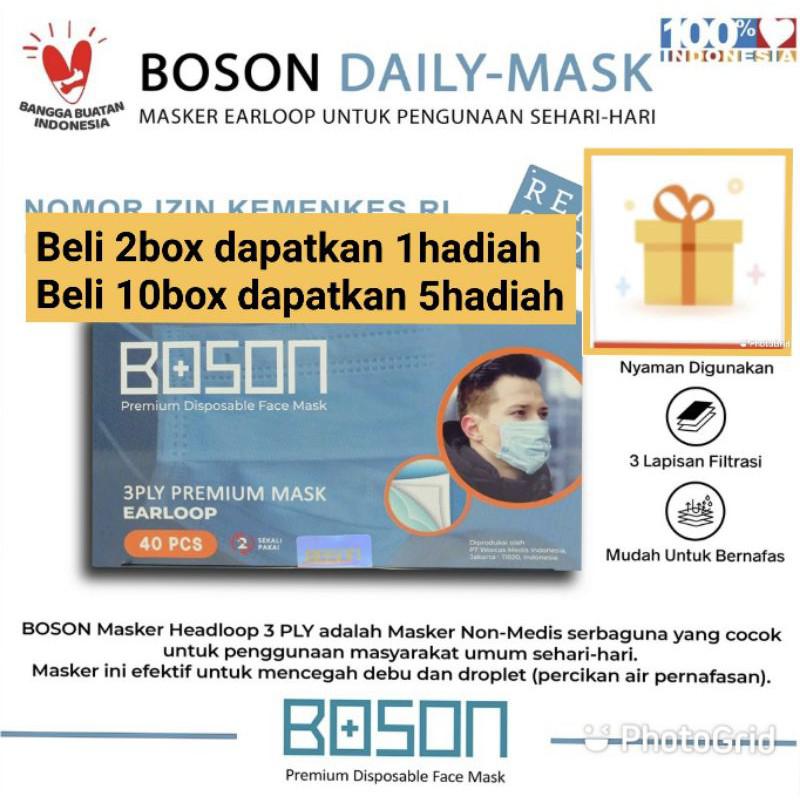 BANGGA BUATAN
INDONESIA
BOSON DAILY-MASK
MASKER EARLOOP UNTUK PENGUNAAN SEHARI-HARI
100%
INDONESIA
NOMOR IZIN KEMENKES RI
Beli 2box dapatkan 1hadiah
Beli 10box dapatkan 5hadiah
PhotoGrid
BOSON
Premium Disposable Face Mask
3PLY PREMIUM MASK
EARLOOP
40 PCS
2 SEKALI
PAKAI
BOSON
Diproduksi oleh
PT Wovcas Medis Indonesia,
Jakarta - 11620, Indonesia.
Nyaman Digunakan
3 Lapisan Filtrasi
Mudah Untuk Bernafas
BOSON Masker Headloop 3 PLY adalah Masker Non-Medis serbaguna yang cocok
untuk penggunaan masyarakat umum sehari-hari.
Masker ini efektif untuk mencegah debu dan droplet (percikan air pernafasan).
BOSON
Premium Disposable Face Mask
PhotoGrid